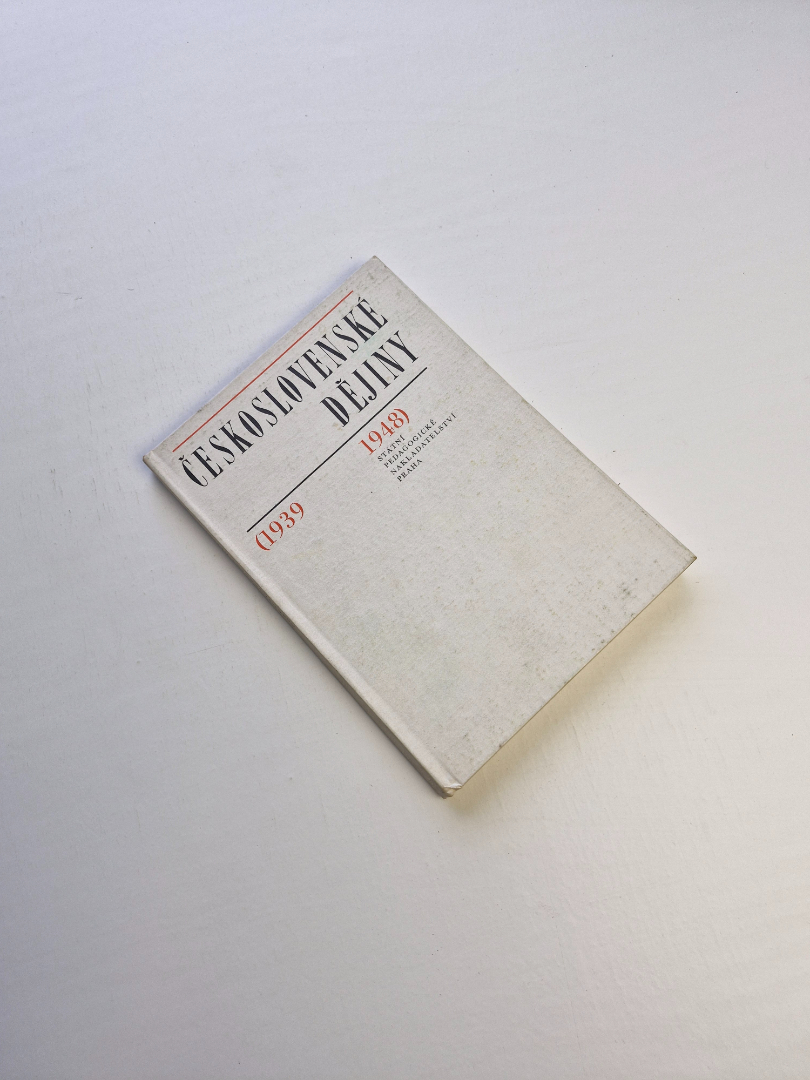 ČESKOSLOVENSKÉ
DĚJINY
(1939 1948)
STÁTNÍ
PEDAGOGICKÉ
NAKLADATELSTVÍ
PRAHA